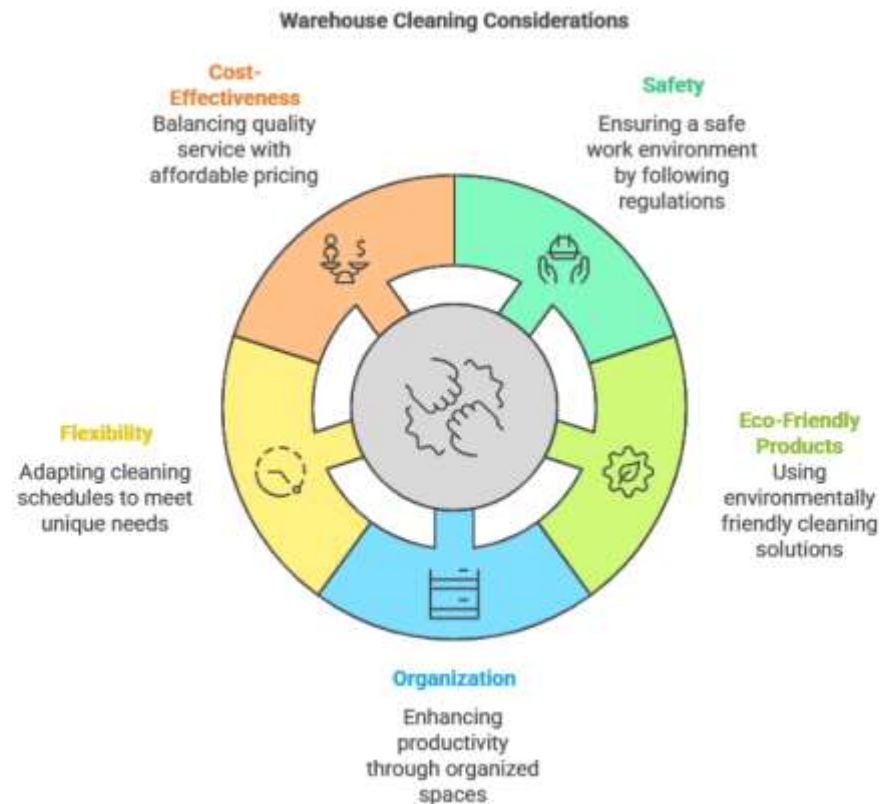 Warehouse Cleaning Considerations
Cost-
Effectiveness
Balancing quality
service with
affordable pricing
Safety
Ensuring a safe
work environment
by following
regulations
$
Flexibility
Adapting cleaning
schedules to meet
unique needs
Eco-Friendly
Products
Using
environmentally
friendly cleaning
solutions
Organization
Enhancing
productivity
through organized
spaces